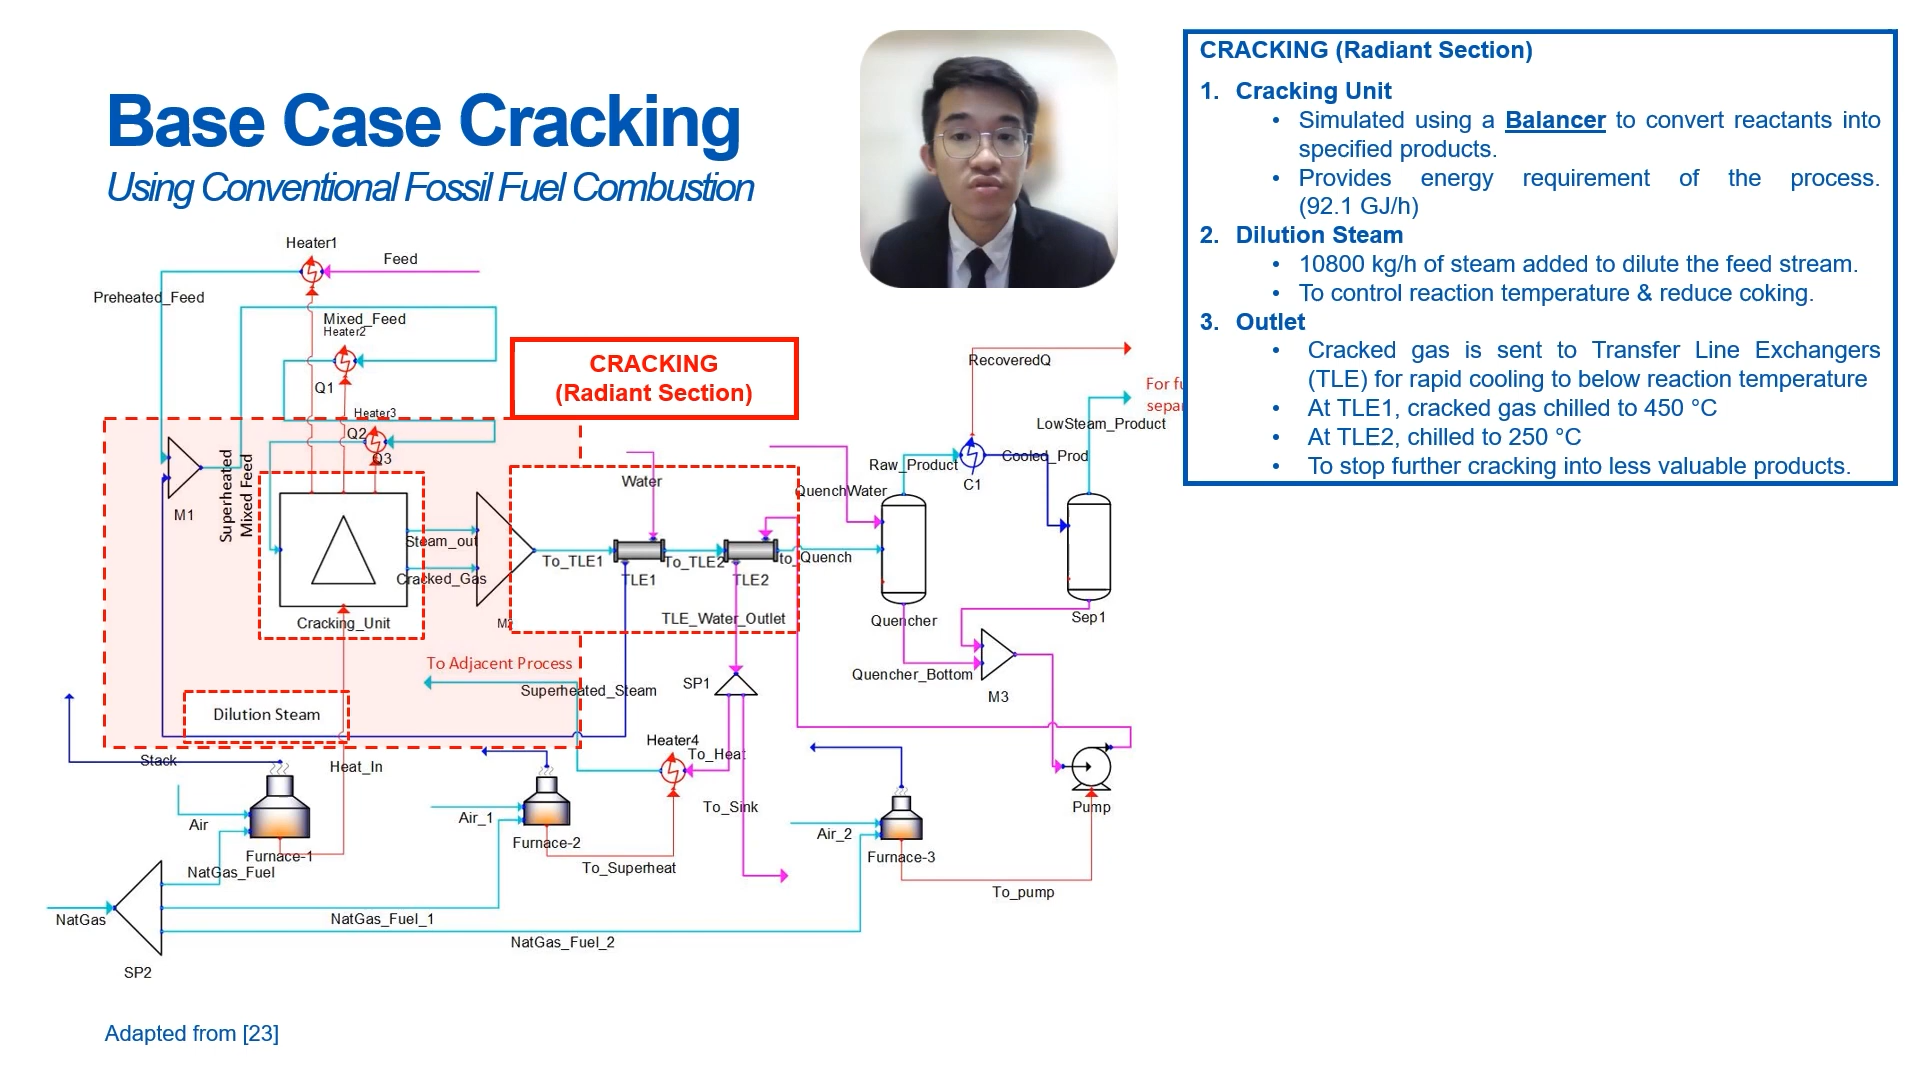 Base Case Cracking
Using Conventional Fossil Fuel Combustion
CRACKING (Radiant Section)
1. Cracking Unit
• Simulated using a Balancer to convert reactants into
specified products.
• Provides energy requirement of the process.
(92.1 GJ/h)
2. Dilution Steam
• 10800 kg/h of steam added to dilute the feed stream.
• To control reaction temperature & reduce coking.
3. Outlet
• Cracked gas is sent to Transfer Line Exchangers
(TLE) for rapid cooling to below reaction temperature
• At TLE1, cracked gas chilled to 450 °C
• At TLE2, chilled to 250 °C
• To stop further cracking into less valuable products.
Heater1
Feed
Preheated_Feed
Mixed_Feed
Heater2
Q1
CRACKING
(Radiant Section)
RecoveredQ
For fu
separ
Heater3
Q2
Q3
LowSteam_Product
Superheated
Mixed Feed
M1
Water
Raw_Product
Cooled_Prod
C1
QuenchWater
Steam_out
To_TLE1
To_TLE2
to_Quench
Cracked_Gas
TLE1
TLE2
Cracking_Unit
TLE_Water_Outlet
Quencher
Sep1
To Adjacent Process
Superheated_Steam
SP1
Quencher_Bottom
M3
Dilution Steam
Heater4
To_Heat
Stack
Heat_In
To_Sink
Pump
Air
Air_1
Air_2
Furnace-1
Furnace-2
Furnace-3
NatGas_Fuel
To_Superheat
To_pump
NatGas
NatGas_Fuel_1
NatGas_Fuel_2
SP2
Adapted from [23]